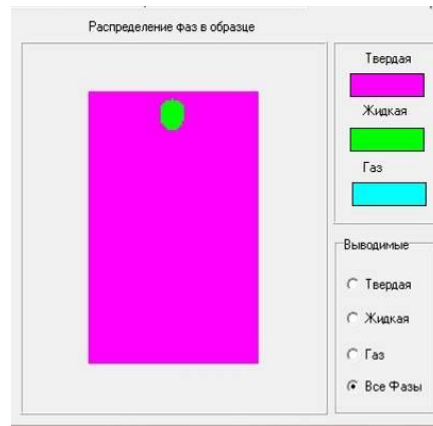 Распределение фаз в образце
Твердая
Жидкая
Газ
Выводимые
Твердая
Жидкая
Газ
Все Фазы